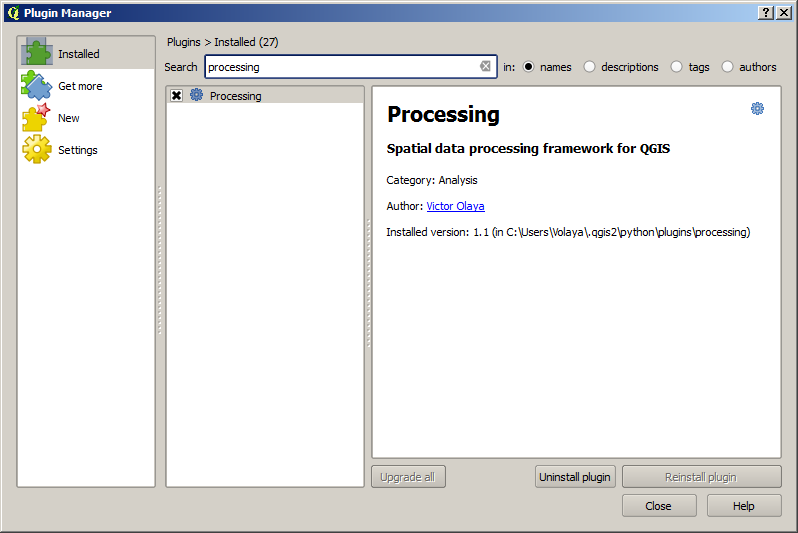 Plugin Manager
Installed
Get more
New
Settings
Plugins > Installed (27)
Search processing in: names descriptions tags authors
Processing
Processing
Spatial data processing framework for QGIS
Category: Analysis
Author: Victor Olaya
Installed version: 1.1 (in C:\Users\Volaya\.qgis2\python\plugins\processing)
Upgrade all Uninstall plugin Reinstall plugin
Close Help